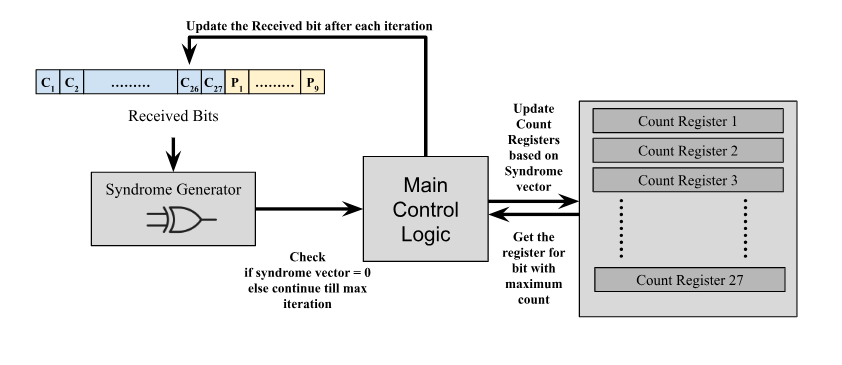 Update the Received bit after each iteration
C1 C2 ......... C26 C27 P1 ......... P9
Received Bits
Syndrome Generator
Check
if syndrome vector = 0
else continue till max
iteration
Main
Control
Logic
Update
Count
Registers
based on
Syndrome
vector
Get the
register for
bit with
maximum
count
Count Register 1
Count Register 2
Count Register 3
Count Register 27